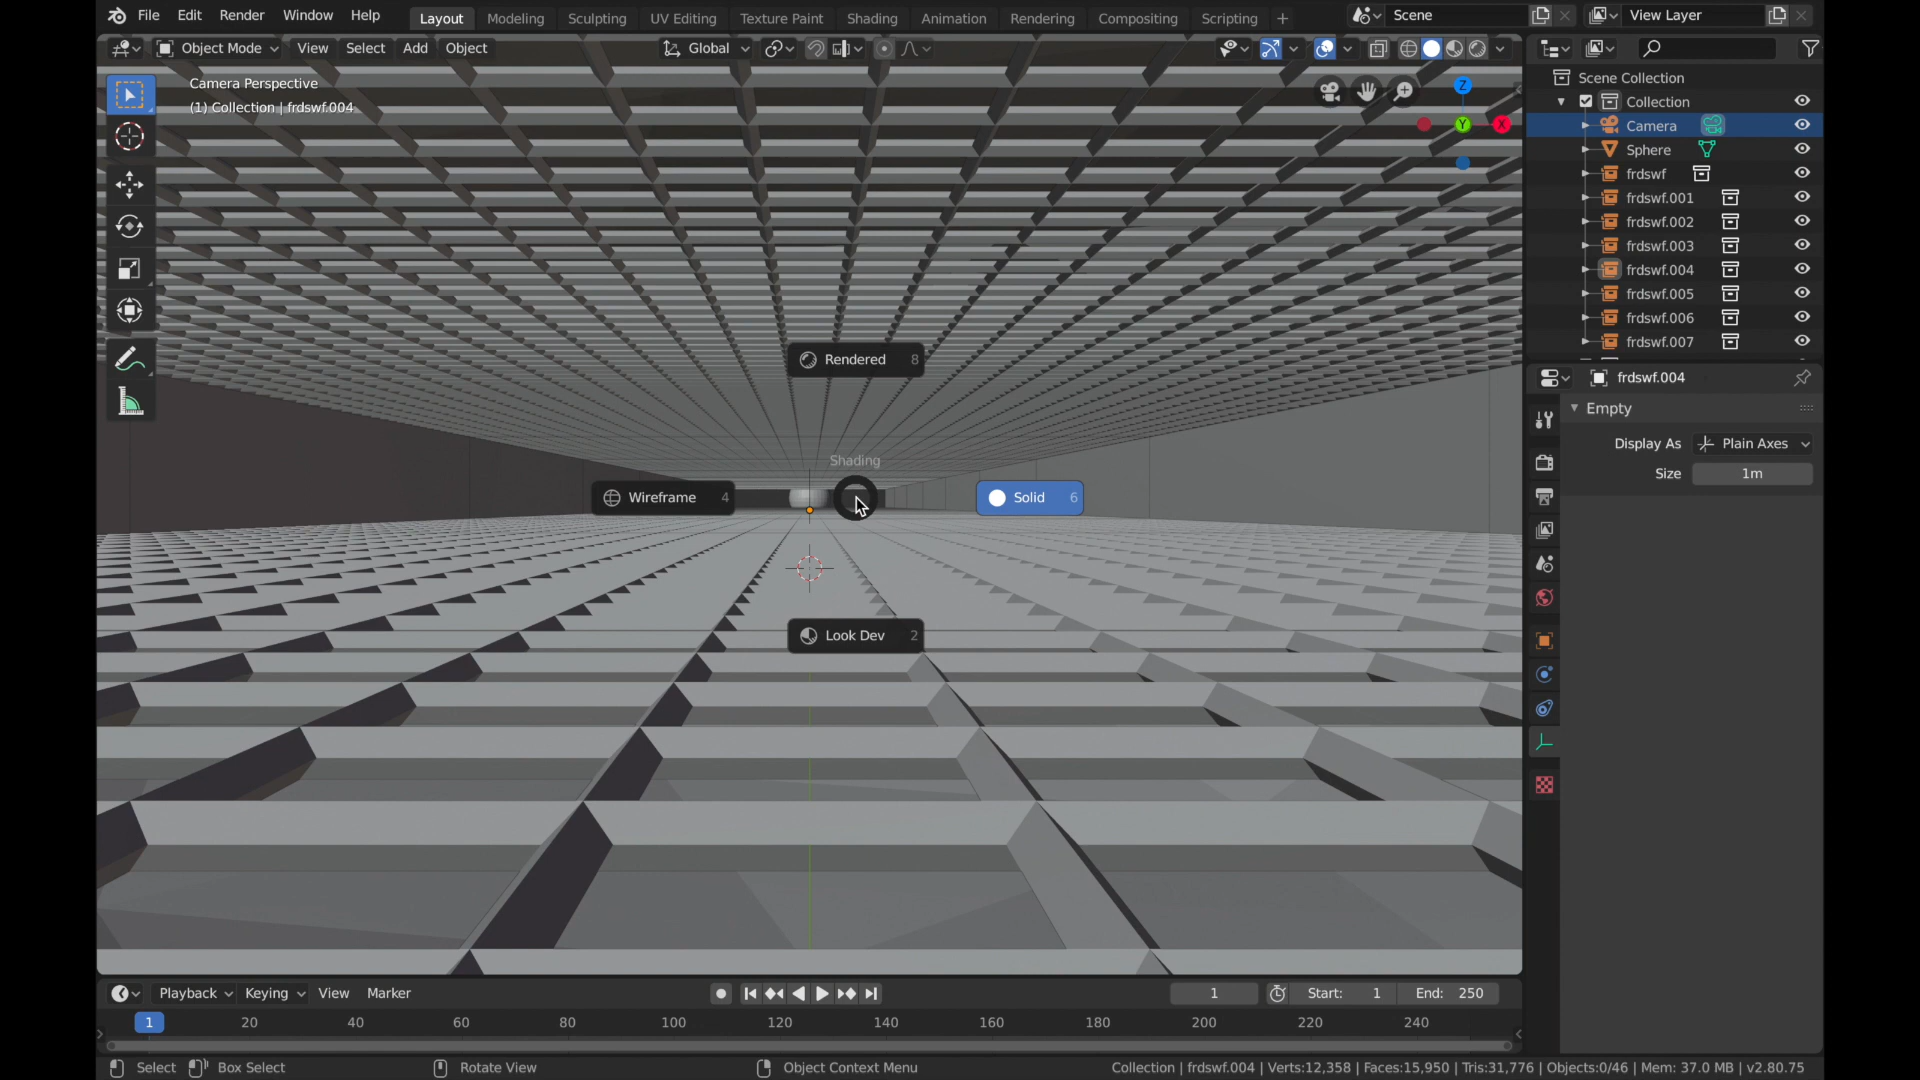 File Edit Render Window Help Layout Modeling Sculpting UV Editing Texture Paint Shading Animation Rendering Compositing Scripting + Scene View Layer
Object Mode View Select Add Object Global
Camera Perspective
(1) Collection | frdswf.004
Z
Y
X
Scene Collection
Collection
Camera
Sphere
frdswf
frdswf.001
frdswf.002
frdswf.003
frdswf.004
frdswf.005
frdswf.006
frdswf.007
frdswf.004
Empty
Display As Plain Axes
Size 1m
Rendered 8
Shading
Wireframe 4
Solid 6
Look Dev 2
Playback Keying View Marker 1 Start: 1 End: 250
1 20 40 60 80 100 120 140 160 180 200 220 240
Select Box Select Rotate View Object Context Menu Collection | frdswf.004 | Verts:12,358 | Faces:15,950 | Tris:31,776 | Objects:0/46 | Mem: 37.0 MB | v2.80.75